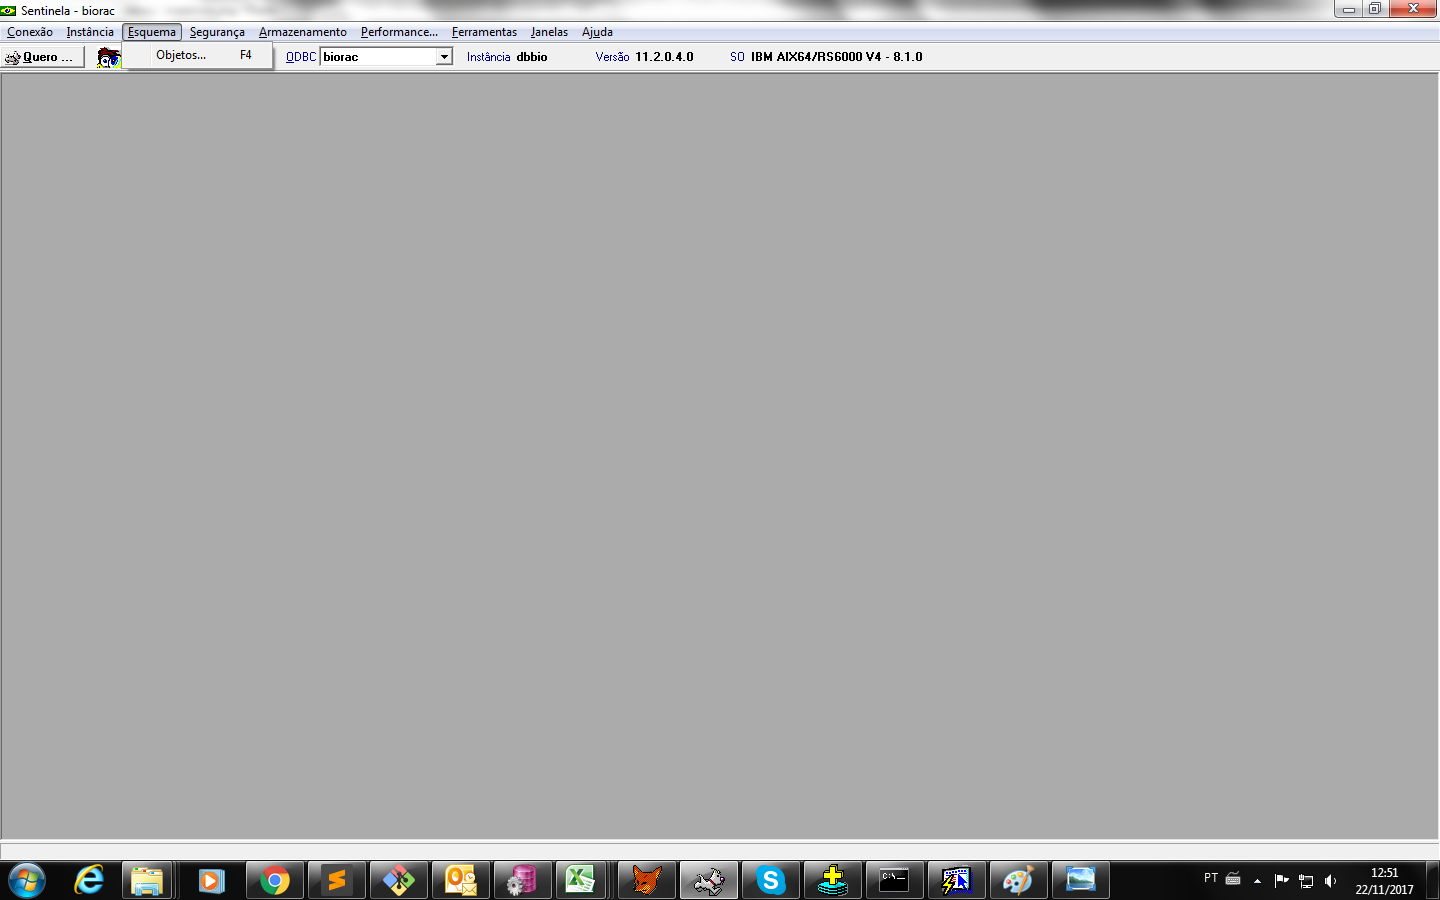 Sentinela - biorac
Conexão Instância Esquema Segurança Armazenamento Performance... Ferramentas Janelas Ajuda
Quero ... Objetos... F4 ODBC biorac Instância dbbio Versão 11.2.0.4.0 SO IBM AIX64/RS6000 V4 - 8.1.0
C:\ _
PT 12:51
22/11/2017